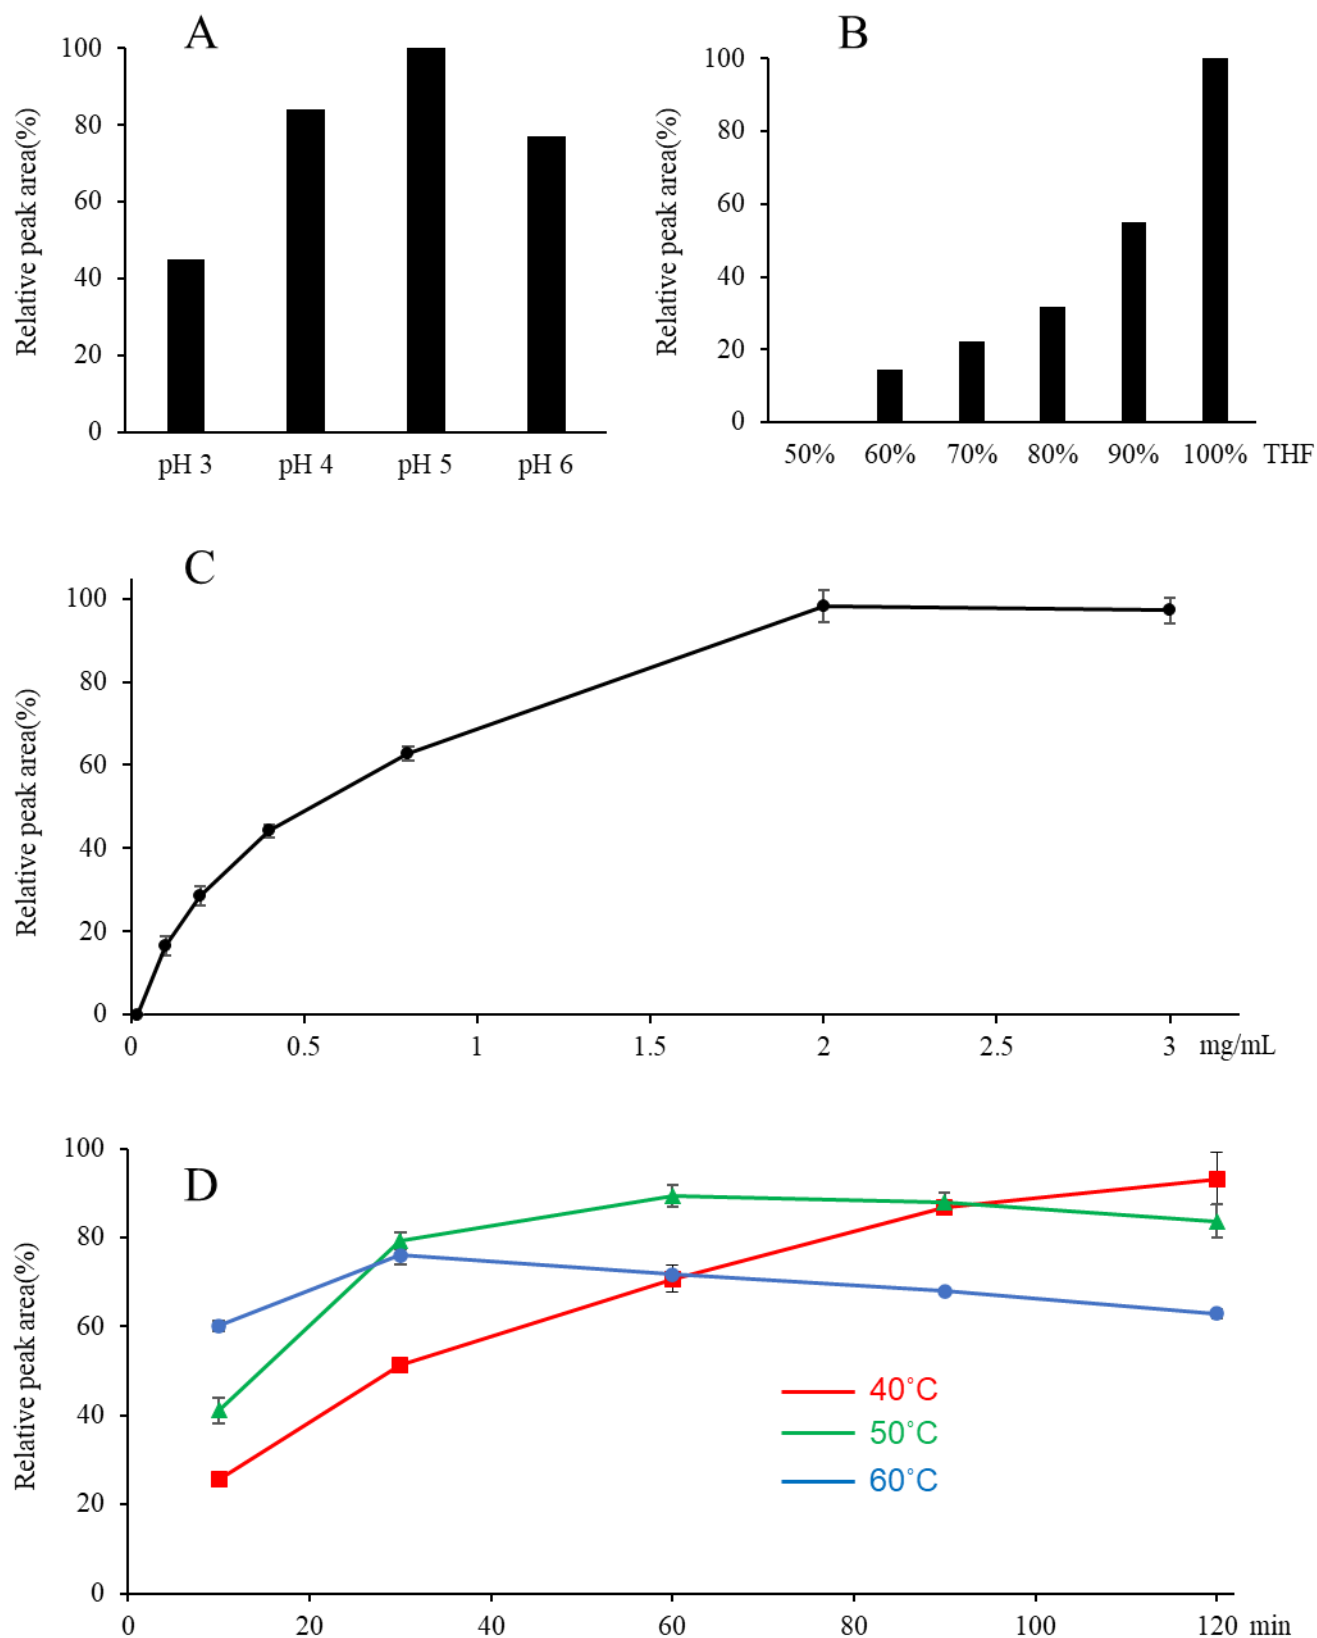 A
Relative peak area(%)
100
80
60
40
20
0
pH 3 pH 4 pH 5 pH 6
B
Relative peak area(%)
100
80
60
40
20
0
50% 60% 70% 80% 90% 100% THF
C
Relative peak area(%)
100
80
60
40
20
0
0 0.5 1 1.5 2 2.5 3 mg/mL
D
Relative peak area(%)
100
80
60
40
20
0
40°C
50°C
60°C
0 20 40 60 80 100 120 min